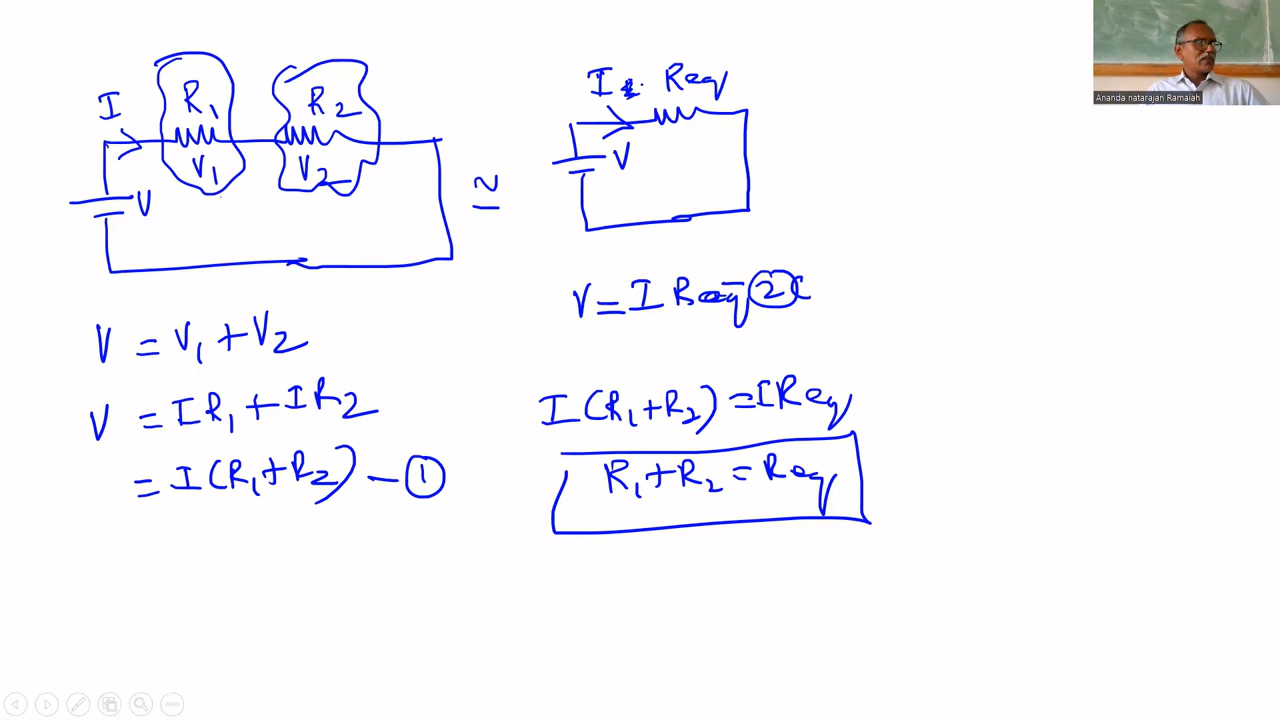 I R₁ R₂
V₁ V₂
V
≃
I Req
V
V = V₁ + V₂
V = IR₁ + IR₂
= I(R₁+R₂) — ①
V = I Req - ②
I(R₁+R₂) = IReq
R₁+R₂ = Req
Ananda natarajan Ramaiah